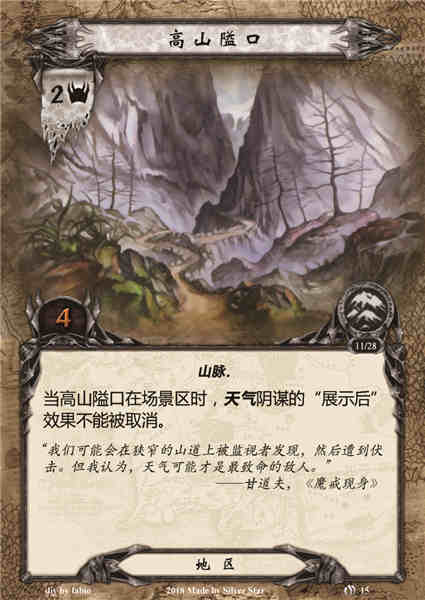 高山隘口
2
4
11/28
山脉.
当高山隘口在场景区时，天气阴谋的“展示后”
效果不能被取消。
“我们可能会在狭窄的山道上被监视者发现，然后遭到伏
击。但我认为，天气可能才是最致命的敌人。”
——甘道夫，《魔戒现身》
地区
diy by fabio
2018 Made by Silver Star
15